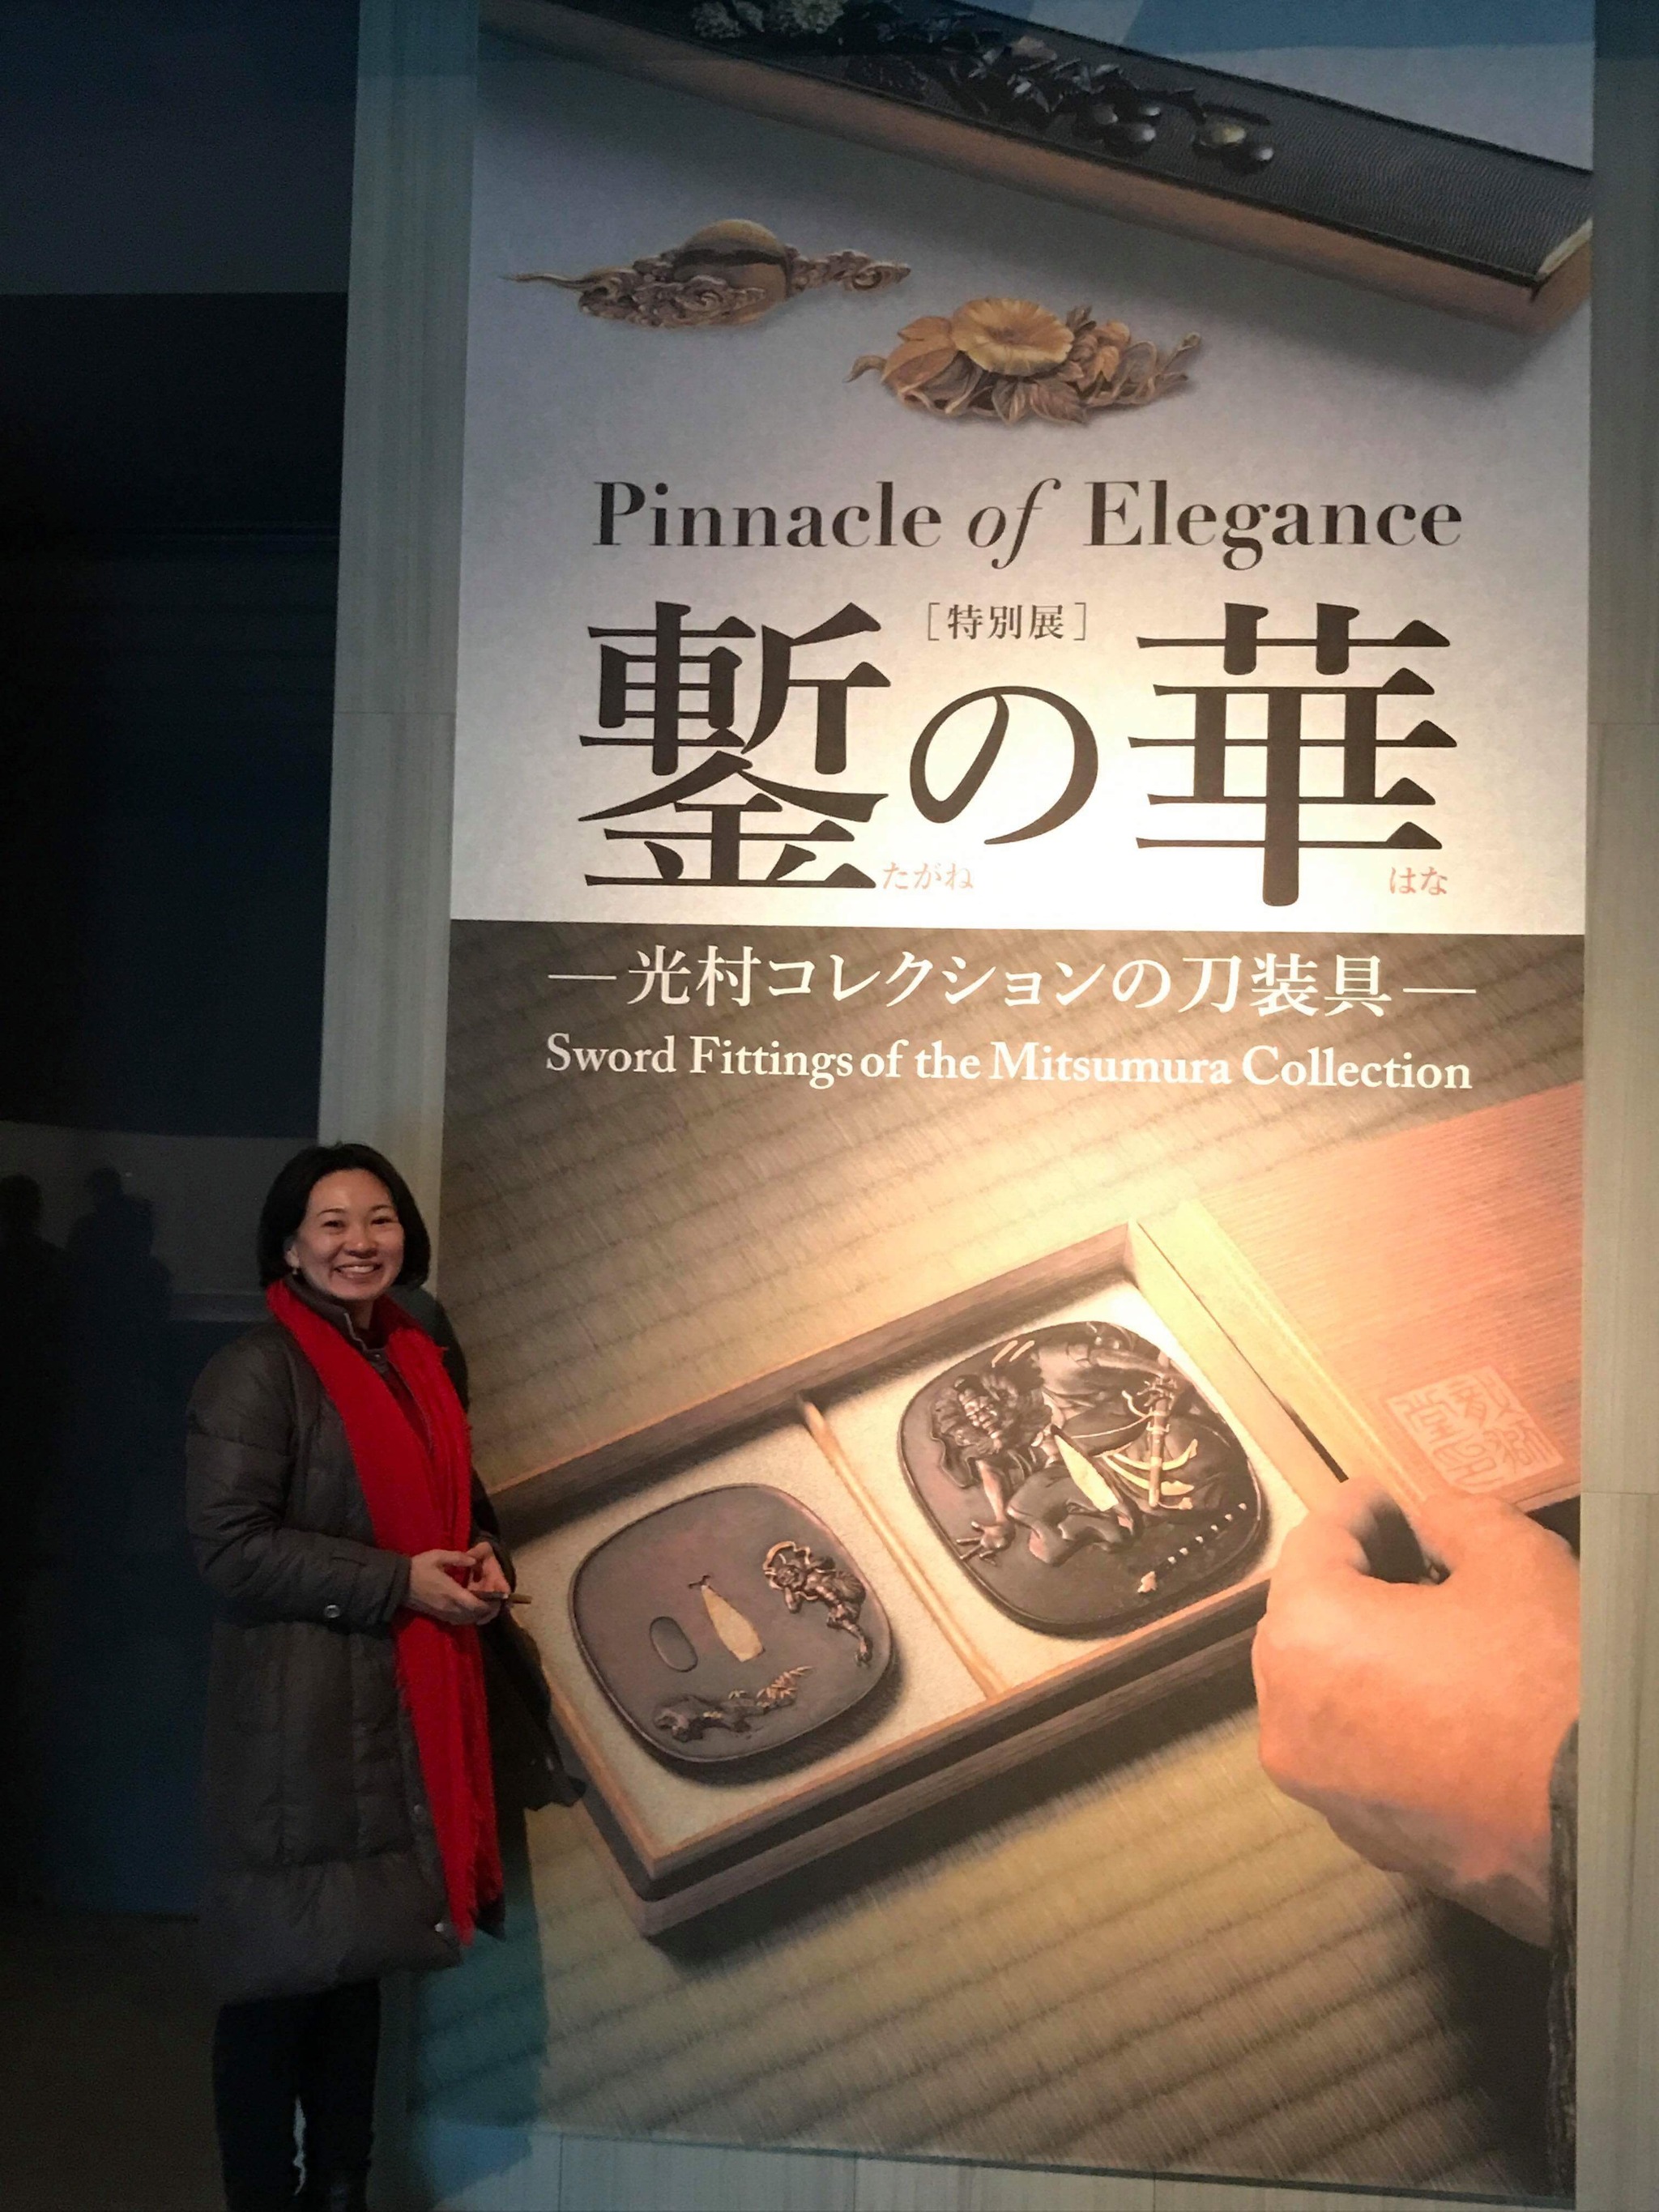 Pinnacle of Elegance
［特別展］
鏨の華
たがね はな
―光村コレクションの刀装具―
Sword Fittings of the Mitsumura Collection